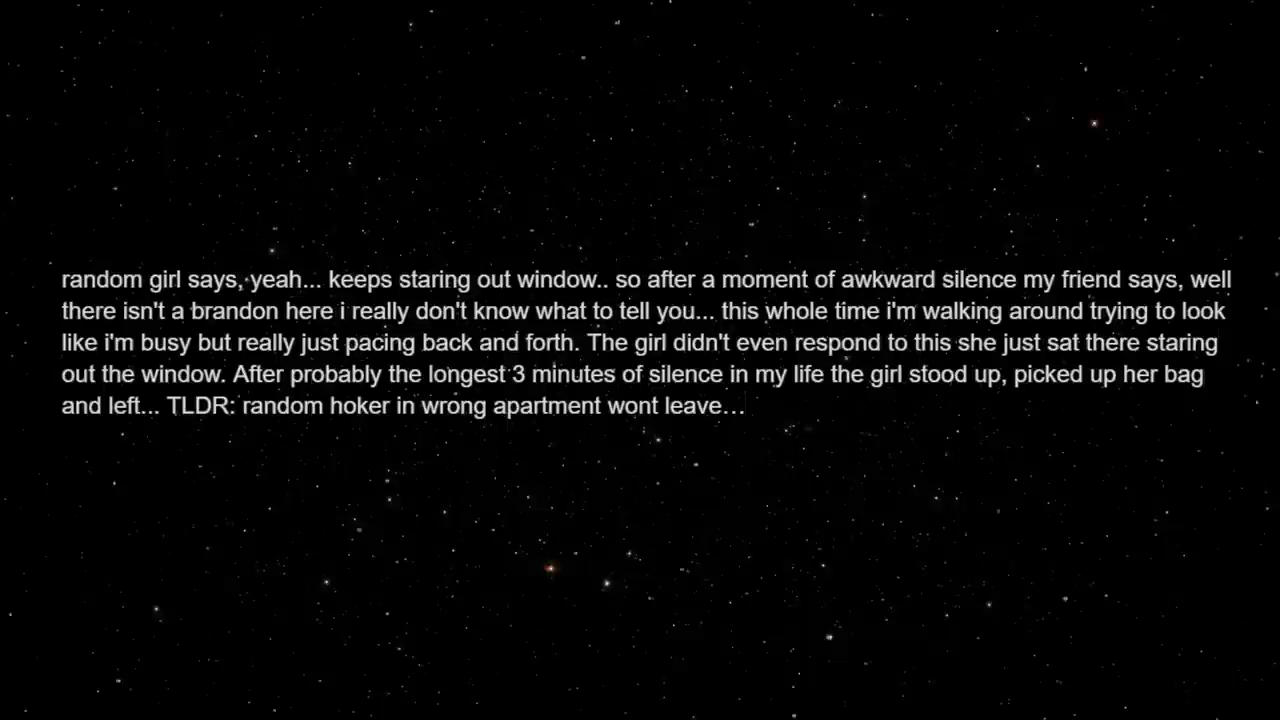 random girl says, yeah... keeps staring out window.. so after a moment of awkward silence my friend says, well
there isn't a brandon here i really don't know what to tell you... this whole time i'm walking around trying to look
like i'm busy but really just pacing back and forth. The girl didn't even respond to this she just sat there staring
out the window. After probably the longest 3 minutes of silence in my life the girl stood up, picked up her bag
and left... TLDR: random hoker in wrong apartment wont leave…